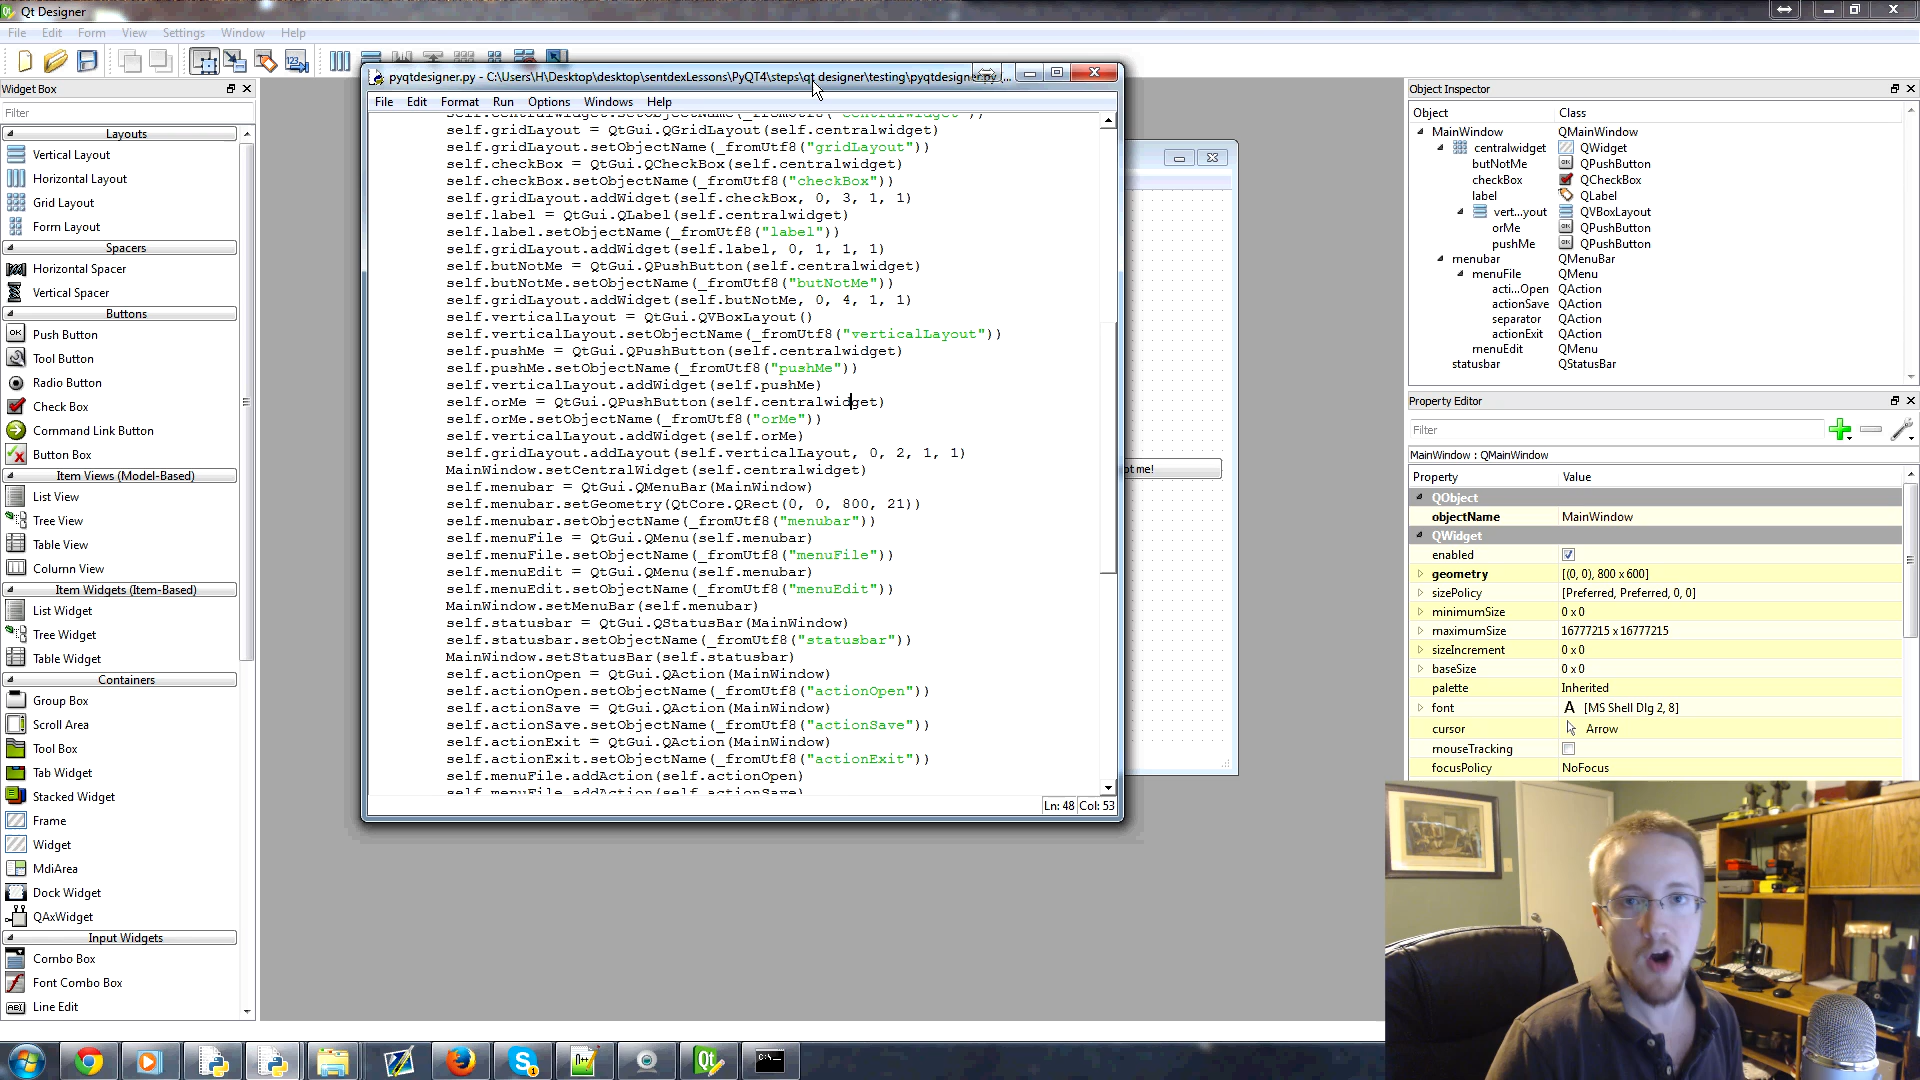 Qt Designer
File Edit Form View Settings Window Help
Widget Box
Filter
Layouts
Vertical Layout
Horizontal Layout
Grid Layout
Form Layout
Spacers
Horizontal Spacer
Vertical Spacer
Buttons
Push Button
Tool Button
Radio Button
Check Box
Command Link Button
Button Box
Item Views (Model-Based)
List View
Tree View
Table View
Column View
Item Widgets (Item-Based)
List Widget
Tree Widget
Table Widget
Containers
Group Box
Scroll Area
Tool Box
Tab Widget
Stacked Widget
Frame
Widget
MdiArea
Dock Widget
QAxWidget
Input Widgets
Combo Box
Font Combo Box
Line Edit
pyqtdesigner.py - C:\Users\H\Desktop\desktop\sentdexLessons\PyQT4\steps\qt designer\testing\pyqtdesigner.py ...
File Edit Format Run Options Windows Help
self.centralwidget.setObjectName(_fromUtf8("centralwidget"))
self.gridLayout = QtGui.QGridLayout(self.centralwidget)
self.gridLayout.setObjectName(_fromUtf8("gridLayout"))
self.checkBox = QtGui.QCheckBox(self.centralwidget)
self.checkBox.setObjectName(_fromUtf8("checkBox"))
self.gridLayout.addWidget(self.checkBox, 0, 3, 1, 1)
self.label = QtGui.QLabel(self.centralwidget)
self.label.setObjectName(_fromUtf8("label"))
self.gridLayout.addWidget(self.label, 0, 1, 1, 1)
self.butNotMe = QtGui.QPushButton(self.centralwidget)
self.butNotMe.setObjectName(_fromUtf8("butNotMe"))
self.gridLayout.addWidget(self.butNotMe, 0, 4, 1, 1)
self.verticalLayout = QtGui.QVBoxLayout()
self.verticalLayout.setObjectName(_fromUtf8("verticalLayout"))
self.pushMe = QtGui.QPushButton(self.centralwidget)
self.pushMe.setObjectName(_fromUtf8("pushMe"))
self.verticalLayout.addWidget(self.pushMe)
self.orMe = QtGui.QPushButton(self.centralwidget)
self.orMe.setObjectName(_fromUtf8("orMe"))
self.verticalLayout.addWidget(self.orMe)
self.gridLayout.addLayout(self.verticalLayout, 0, 2, 1, 1)
MainWindow.setCentralWidget(self.centralwidget)
self.menubar = QtGui.QMenuBar(MainWindow)
self.menubar.setGeometry(QtCore.QRect(0, 0, 800, 21))
self.menubar.setObjectName(_fromUtf8("menubar"))
self.menuFile = QtGui.QMenu(self.menubar)
self.menuFile.setObjectName(_fromUtf8("menuFile"))
self.menuEdit = QtGui.QMenu(self.menubar)
self.menuEdit.setObjectName(_fromUtf8("menuEdit"))
MainWindow.setMenuBar(self.menubar)
self.statusbar = QtGui.QStatusBar(MainWindow)
self.statusbar.setObjectName(_fromUtf8("statusbar"))
MainWindow.setStatusBar(self.statusbar)
self.actionOpen = QtGui.QAction(MainWindow)
self.actionOpen.setObjectName(_fromUtf8("actionOpen"))
self.actionSave = QtGui.QAction(MainWindow)
self.actionSave.setObjectName(_fromUtf8("actionSave"))
self.actionExit = QtGui.QAction(MainWindow)
self.actionExit.setObjectName(_fromUtf8("actionExit"))
self.menuFile.addAction(self.actionOpen)
self.menuFile.addAction(self.actionSave)
Ln: 48 Col: 53
ot me!
Object Inspector
Object Class
MainWindow QMainWindow
centralwidget QWidget
butNotMe QPushButton
checkBox QCheckBox
label QLabel
vert...yout QVBoxLayout
orMe QPushButton
pushMe QPushButton
menubar QMenuBar
menuFile QMenu
acti...Open QAction
actionSave QAction
separator QAction
actionExit QAction
menuEdit QMenu
statusbar QStatusBar
Property Editor
Filter
MainWindow : QMainWindow
Property Value
QObject
objectName MainWindow
QWidget
enabled
geometry [(0, 0), 800 x 600]
sizePolicy [Preferred, Preferred, 0, 0]
minimumSize 0 x 0
maximumSize 16777215 x 16777215
sizeIncrement 0 x 0
baseSize 0 x 0
palette Inherited
font A [MS Shell Dlg 2, 8]
cursor Arrow
mouseTracking
focusPolicy NoFocus